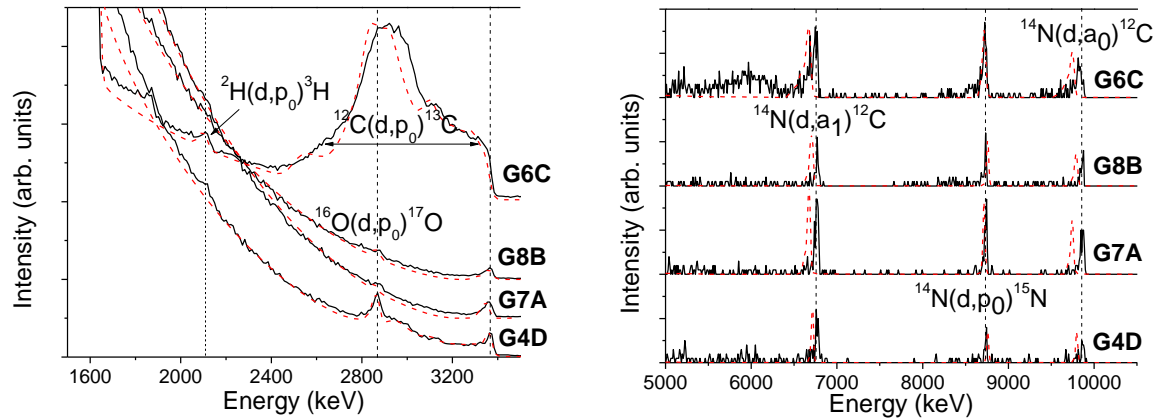 Intensity (arb. units)
²H(d,p₀)³H
¹²C(d,p₀)¹³C
G6C
¹⁶O(d,p₀)¹⁷O
G8B
G7A
G4D
1600 2000 2400 2800 3200
Energy (keV)
Intensity (arb. units)
¹⁴N(d,a₀)¹²C
G6C
¹⁴N(d,a₁)¹²C
G8B
G7A
¹⁴N(d,p₀)¹⁵N
G4D
5000 6000 7000 8000 9000 10000
Energy (keV)